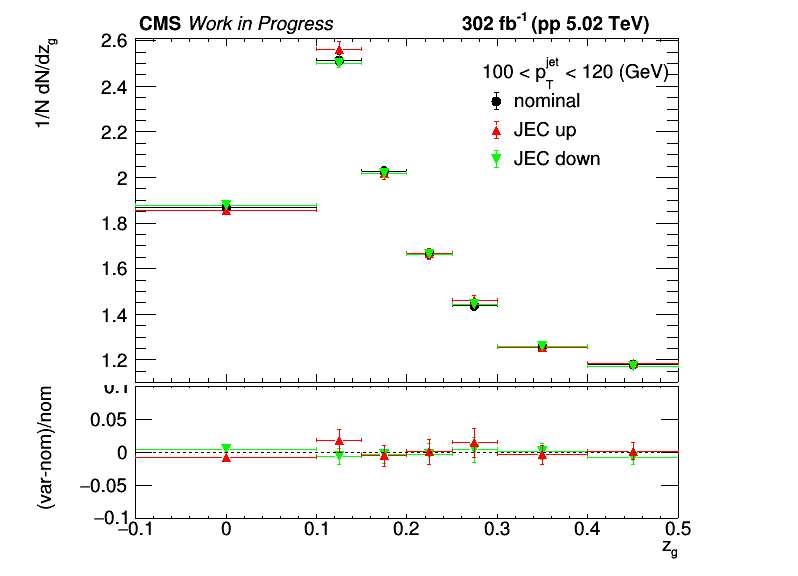 CMS Work in Progress 302 fb-1 (pp 5.02 TeV)
1/N dN/dzg
2.6
2.4
2.2
2
1.8
1.6
1.4
1.2
100 < pTjet < 120 (GeV)
nominal
JEC up
JEC down
(var-nom)/nom
0.1
0.05
0
−0.05
−0.1
−0.1 0 0.1 0.2 0.3 0.4 0.5
zg